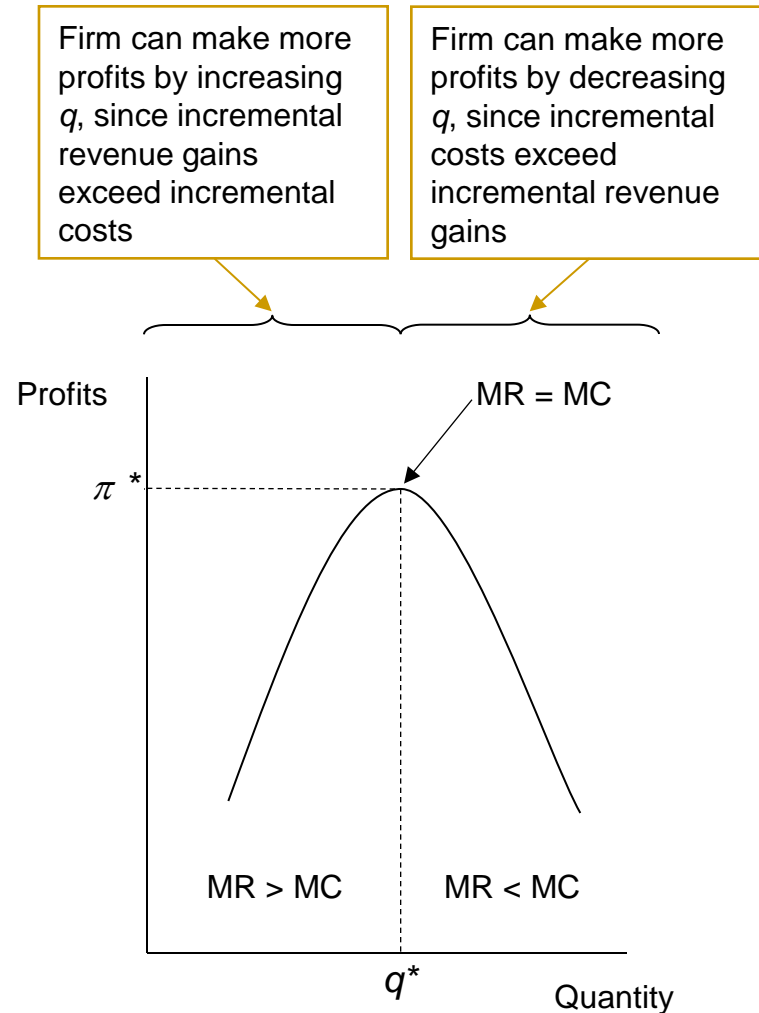 Firm can make more
profits by increasing
q, since incremental
revenue gains
exceed incremental
costs
Firm can make more
profits by decreasing
q, since incremental
costs exceed
incremental revenue
gains
Profits
MR = MC
π *
MR > MC
MR < MC
q*
Quantity